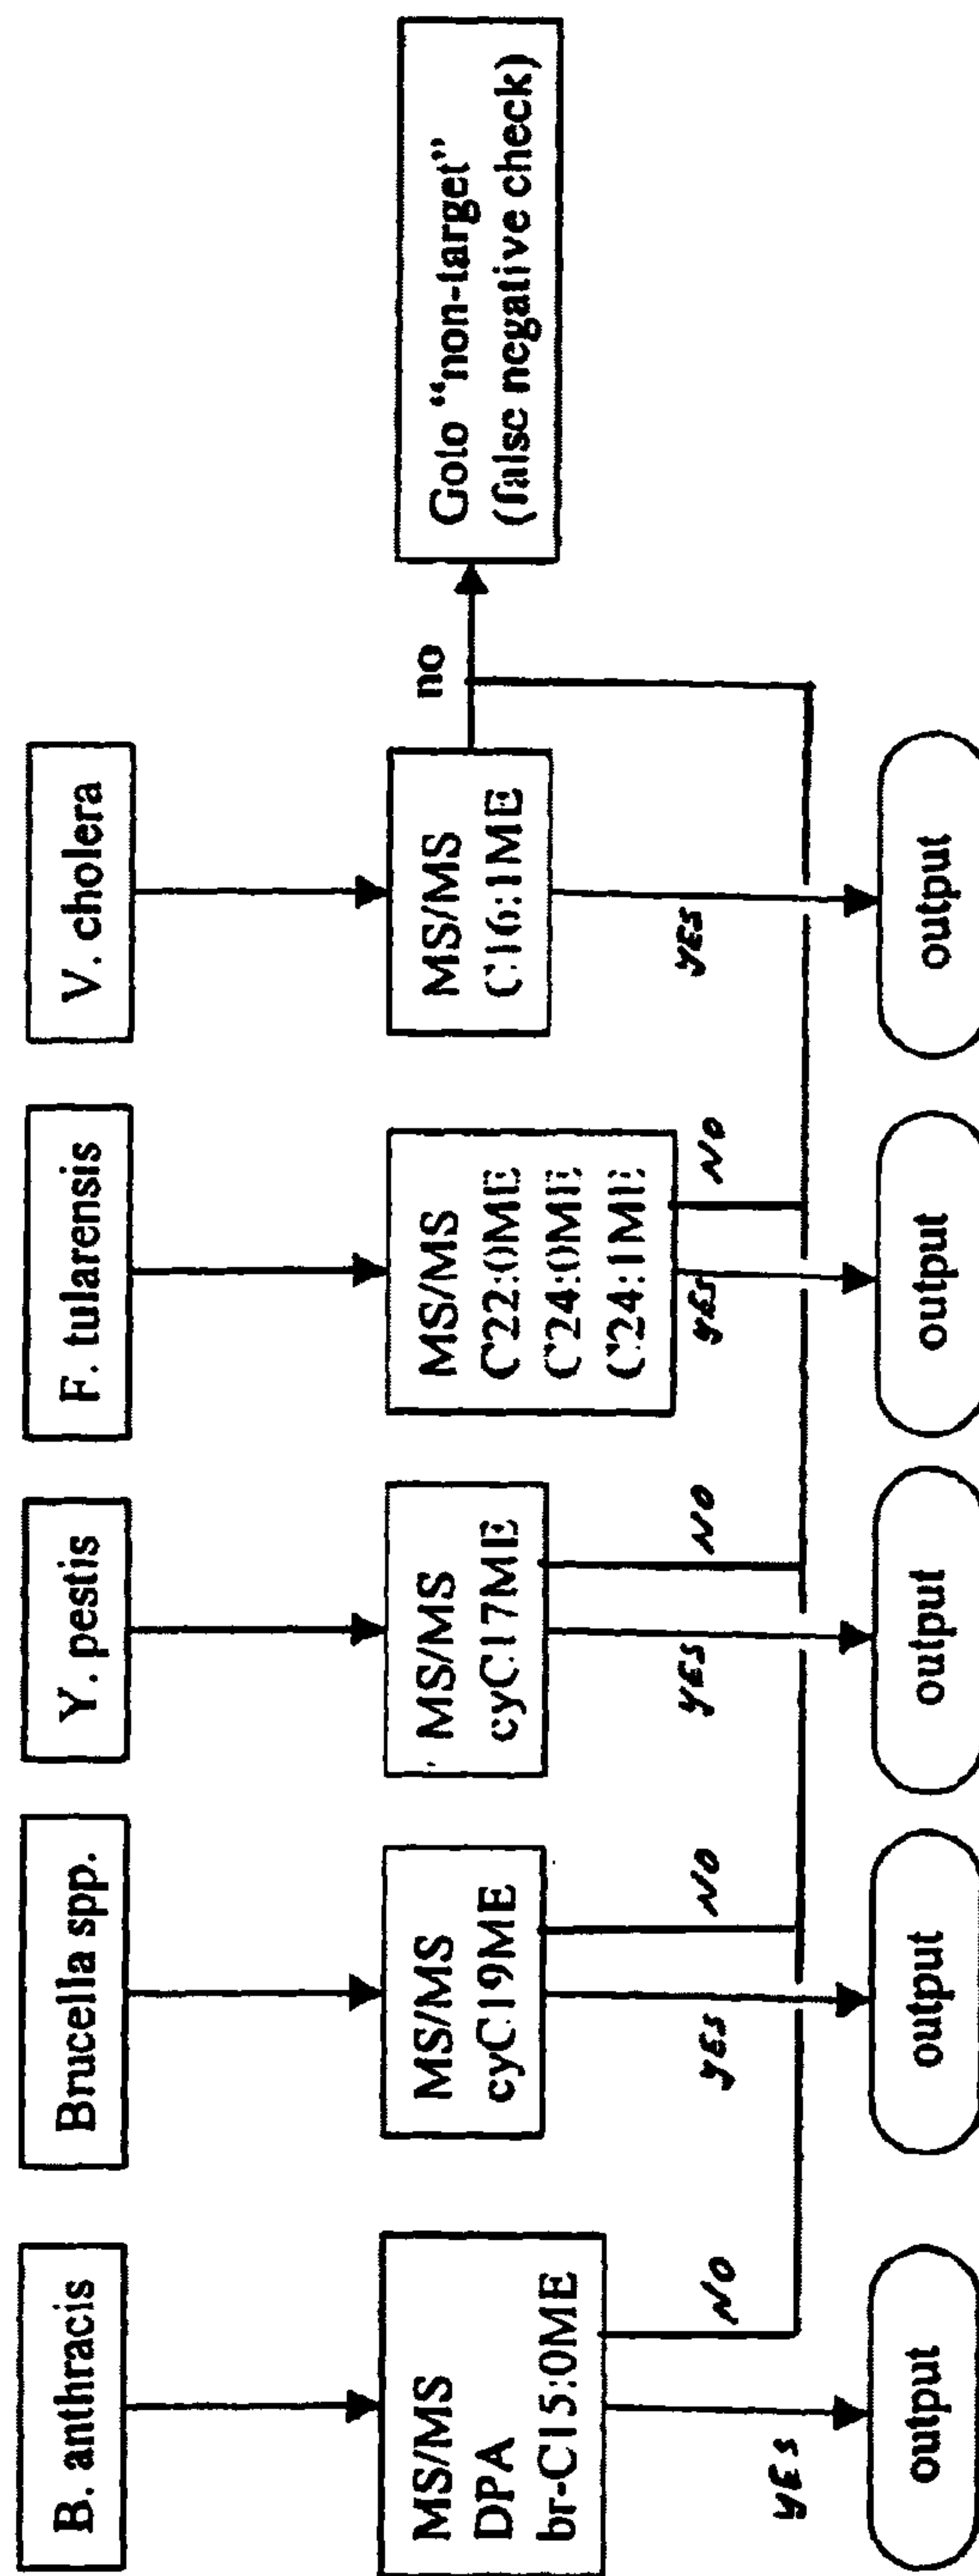 B. anthracis
Brucella spp.
Y. pestis
F. tularensis
V. cholera
MS/MS
DPA
br-C15:0ME
MS/MS
cyC19ME
MS/MS
cyC17ME
MS/MS
C22:0ME
C24:0ME
C24:1ME
MS/MS
C16:1ME
no
Goto “non-target”
(false negative check)
YES
NO
YES
NO
YES
NO
YES
NO
YES
output
output
output
output
output